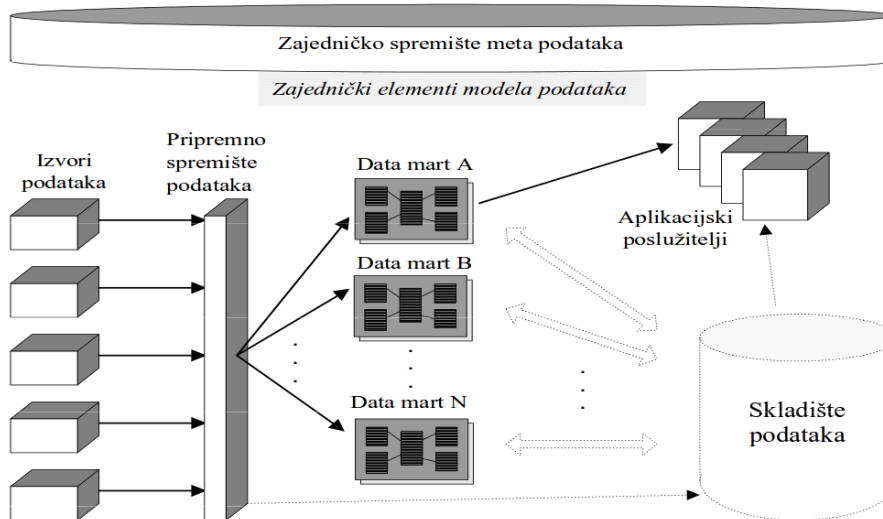 Zajedničko spremište meta podataka
Zajednički elementi modela podataka
Izvori
podataka
Pripremno
spremište
podataka
Data mart A
Aplikacijski
poslužitelji
Data mart B
Data mart N
Skladište
podataka